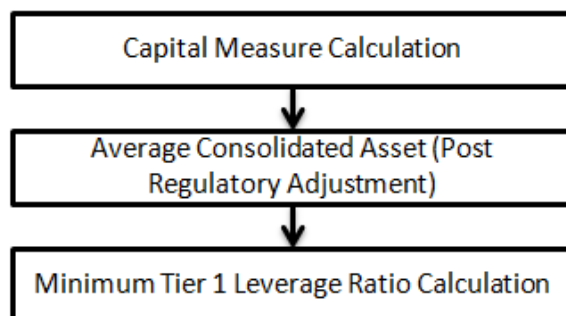 Capital Measure Calculation
Average Consolidated Asset (Post
Regulatory Adjustment)
Minimum Tier 1 Leverage Ratio Calculation